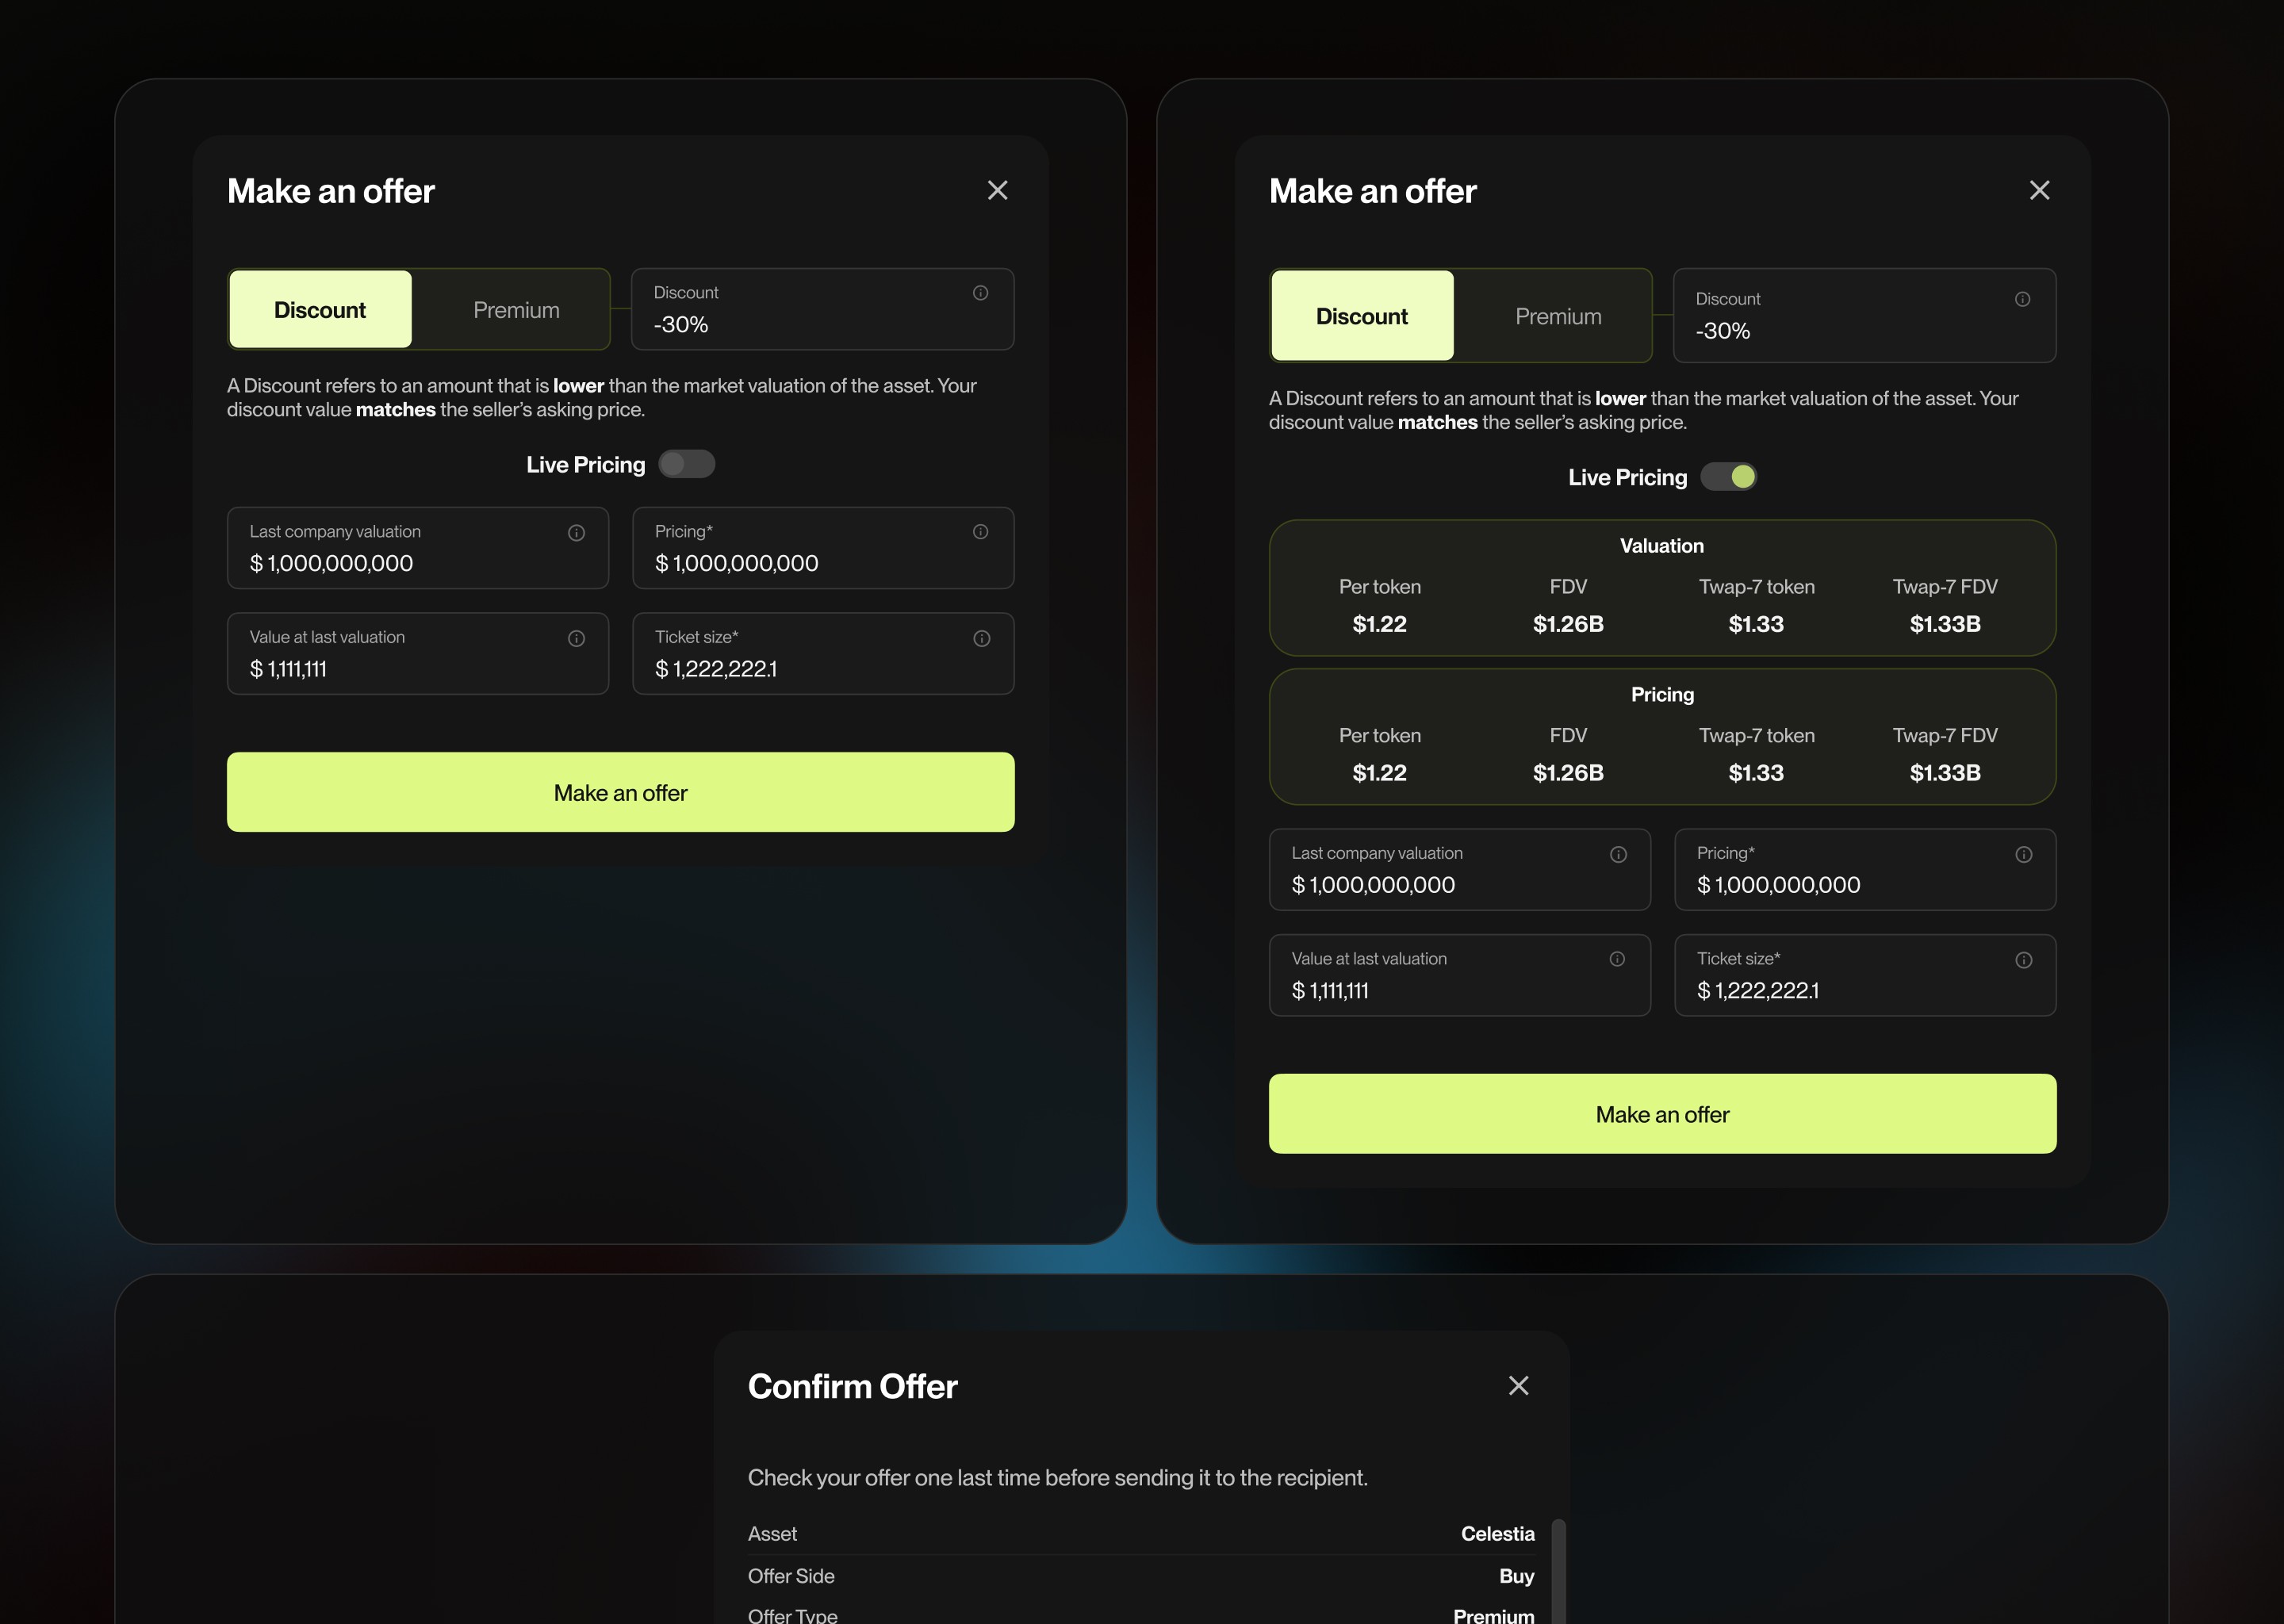 Make an offer
Discount
Premium
Discount
-30%
A Discount refers to an amount that is lower than the market valuation of the asset. Your
discount value matches the seller's asking price.
Live Pricing
Last company valuation
$ 1,000,000,000
Pricing*
$ 1,000,000,000
Value at last valuation
$ 1,111,111
Ticket size*
$ 1,222,222.1
Make an offer
Make an offer
Discount
Premium
Discount
-30%
A Discount refers to an amount that is lower than the market valuation of the asset. Your
discount value matches the seller's asking price.
Live Pricing
Valuation
Per token FDV Twap-7 token Twap-7 FDV
$1.22 $1.26B $1.33 $1.33B
Pricing
Per token FDV Twap-7 token Twap-7 FDV
$1.22 $1.26B $1.33 $1.33B
Last company valuation
$ 1,000,000,000
Pricing*
$ 1,000,000,000
Value at last valuation
$ 1,111,111
Ticket size*
$ 1,222,222.1
Make an offer
Confirm Offer
Check your offer one last time before sending it to the recipient.
Asset Celestia
Offer Side Buy
Offer Type Premium